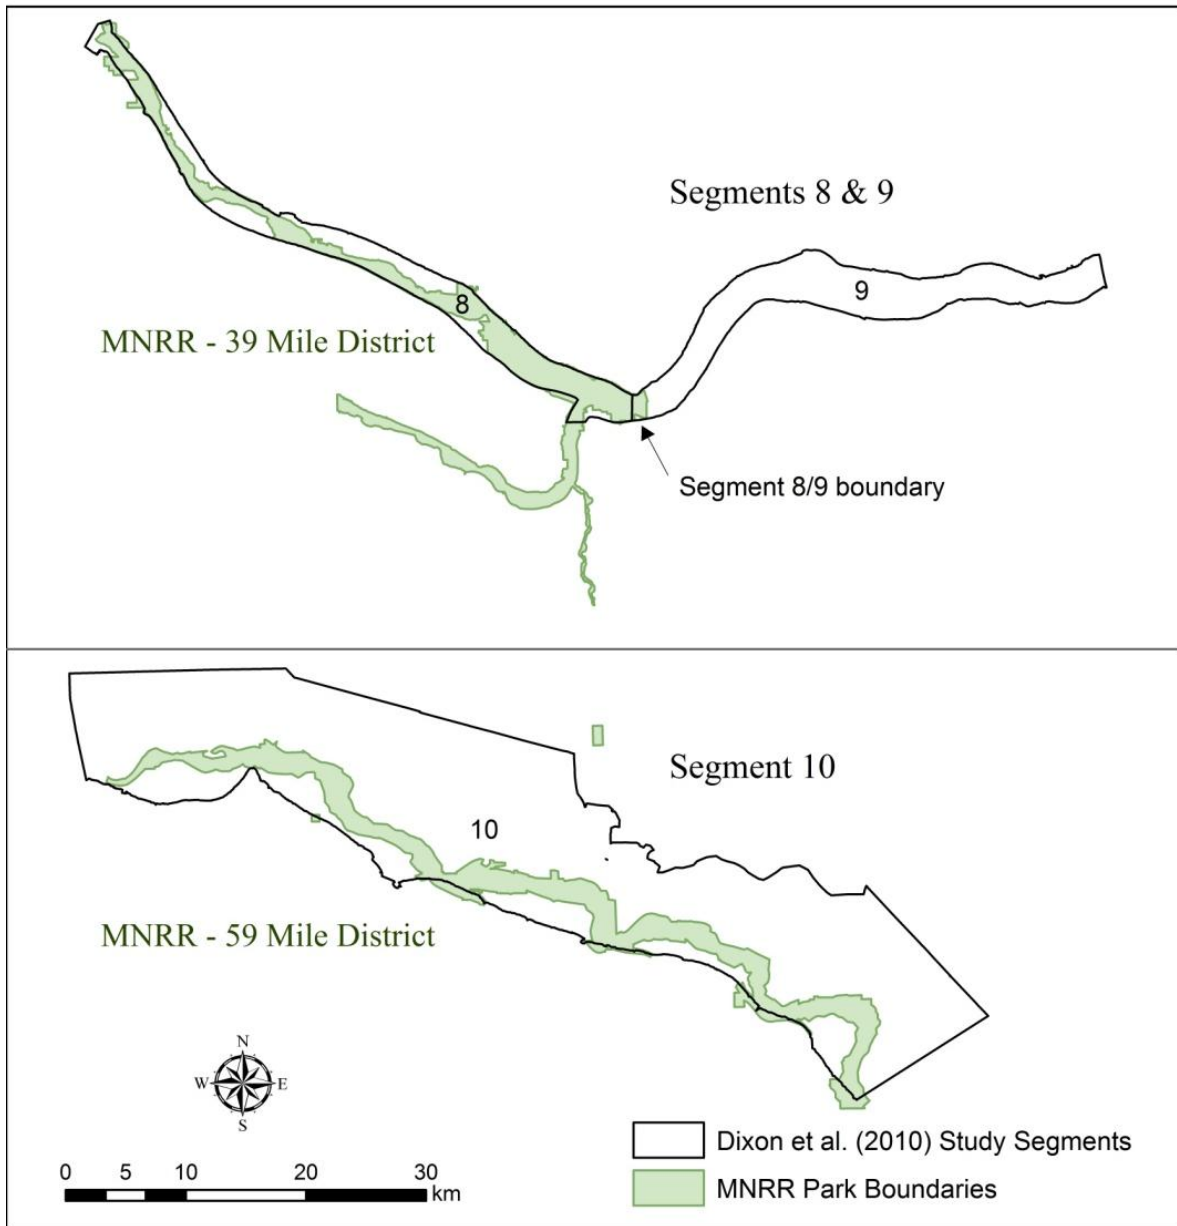 Segments 8 & 9
9
8
MNRR - 39 Mile District
Segment 8/9 boundary
Segment 10
10
MNRR - 59 Mile District
N
W E
S
Dixon et al. (2010) Study Segments
0 5 10 20 30
km
MNRR Park Boundaries